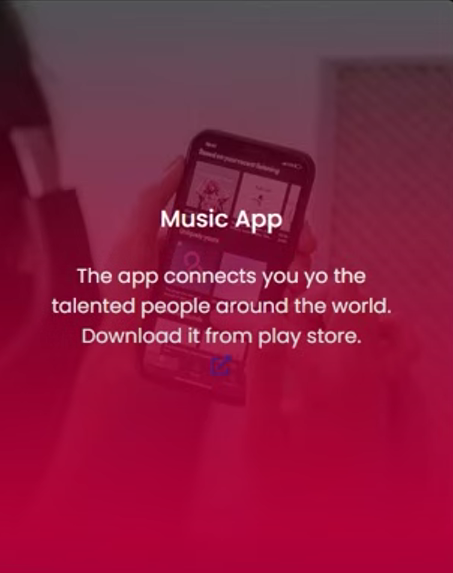 Music App
The app connects you yo the
talented people around the world.
Download it from play store.